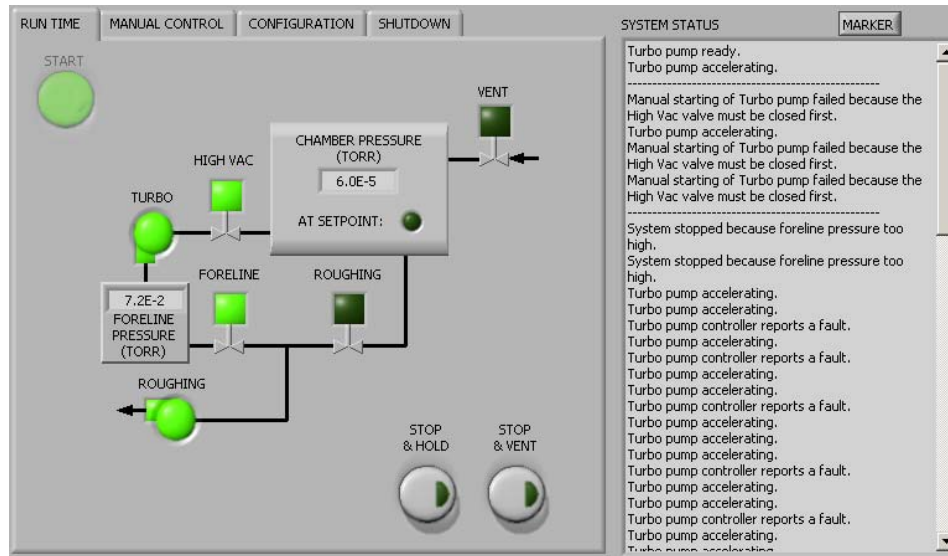 RUN TIME
MANUAL CONTROL
CONFIGURATION
SHUTDOWN
START
VENT
CHAMBER PRESSURE
(TORR)
6.0E-5
AT SETPOINT:
HIGH VAC
TURBO
FORELINE
ROUGHING
7.2E-2
FORELINE
PRESSURE
(TORR)
ROUGHING
STOP
& HOLD
STOP
& VENT
SYSTEM STATUS
MARKER
Turbo pump ready.
Turbo pump accelerating.
------------------------------------------------
Manual starting of Turbo pump failed because the
High Vac valve must be closed first.
Turbo pump accelerating.
Manual starting of Turbo pump failed because the
High Vac valve must be closed first.
Manual starting of Turbo pump failed because the
High Vac valve must be closed first.
------------------------------------------------
System stopped because foreline pressure too
high.
System stopped because foreline pressure too
high.
Turbo pump accelerating.
Turbo pump accelerating.
Turbo pump controller reports a fault.
Turbo pump accelerating.
Turbo pump controller reports a fault.
Turbo pump accelerating.
Turbo pump accelerating.
Turbo pump controller reports a fault.
Turbo pump accelerating.
Turbo pump accelerating.
Turbo pump accelerating.
Turbo pump controller reports a fault.
Turbo pump accelerating.
Turbo pump accelerating.
Turbo pump controller reports a fault.
Turbo pump accelerating